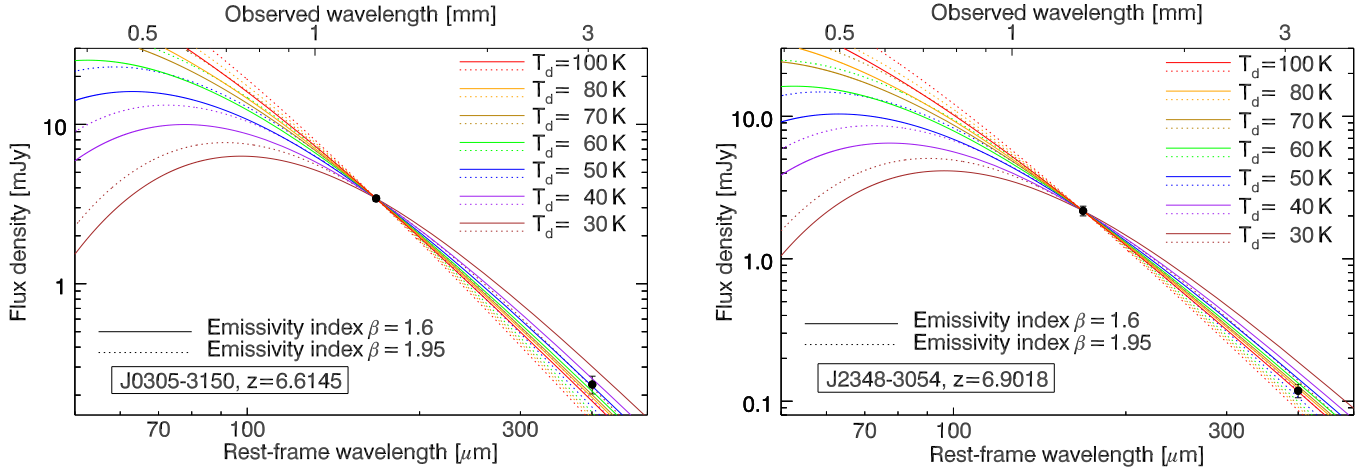 Observed wavelength [mm]
0.5 1 3
Flux density [mJy]
10
1
T_d= 100 K
T_d= 80 K
T_d= 70 K
T_d= 60 K
T_d= 50 K
T_d= 40 K
T_d= 30 K
Emissivity index β = 1.6
Emissivity index β = 1.95
J0305-3150, z=6.6145
70 100 300
Rest-frame wavelength [μm]
Observed wavelength [mm]
0.5 1 3
Flux density [mJy]
10.0
1.0
0.1
T_d= 100 K
T_d= 80 K
T_d= 70 K
T_d= 60 K
T_d= 50 K
T_d= 40 K
T_d= 30 K
Emissivity index β = 1.6
Emissivity index β = 1.95
J2348-3054, z=6.9018
70 100 300
Rest-frame wavelength [μm]